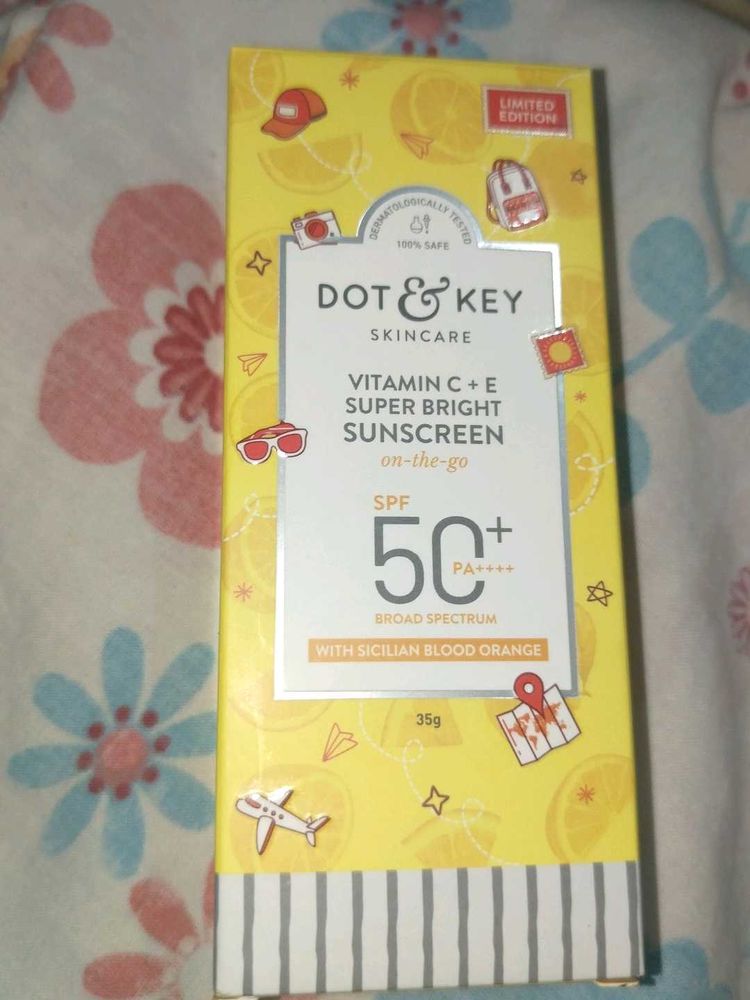 LIMITED
EDITION
DERMATOLOGICALLY TESTED
100% SAFE
DOT & KEY
SKINCARE
VITAMIN C + E
SUPER BRIGHT
SUNSCREEN
on-the-go
SPF
50+
PA++++
BROAD SPECTRUM
WITH SICILIAN BLOOD ORANGE
35g